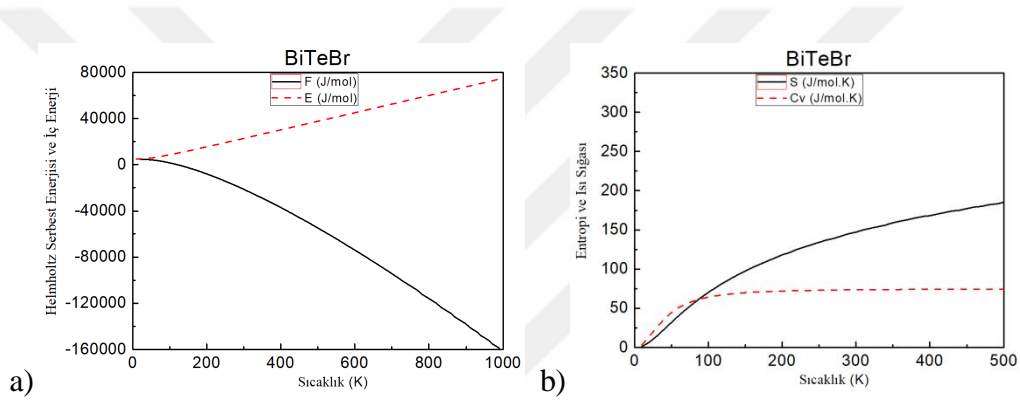 BiTeBr
F (J/mol)
E (J/mol)
Helmholtz Serbest Enerjisi ve İç Enerji
80000
40000
0
-40000
-80000
-120000
-160000
0 200 400 600 800 1000
Sıcaklık (K)
a)
BiTeBr
S (J/mol.K)
Cv (J/mol.K)
Entropi ve Isı Sığası
350
300
250
200
150
100
50
0
0 100 200 300 400 500
Sıcaklık (K)
b)